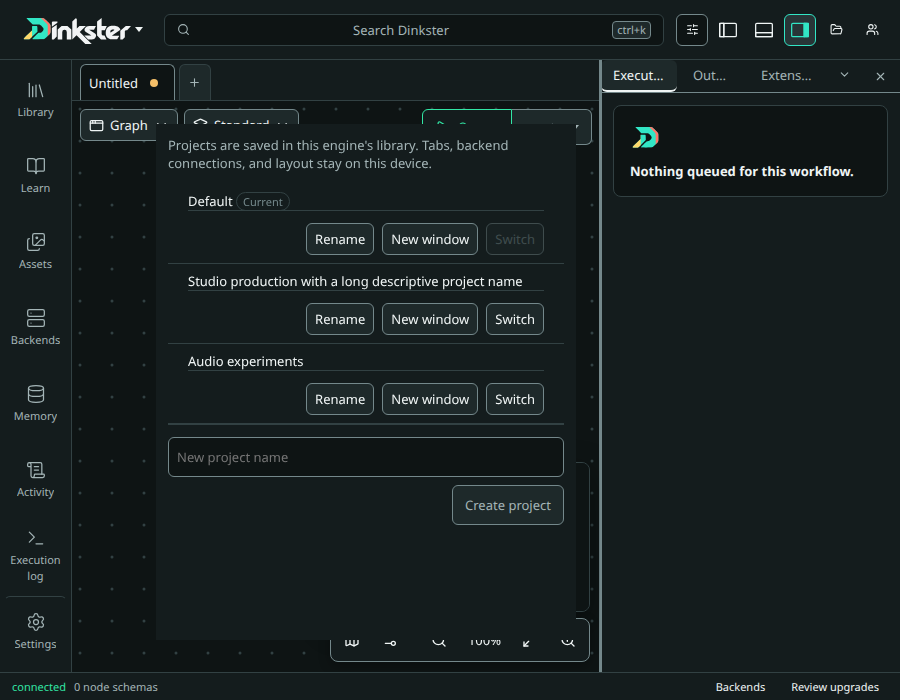 Dinkster
Search Dinkster
ctrl+k
Library
Learn
Assets
Backends
Memory
Activity
Execution
log
Settings
Untitled
+
Graph
Standard
Projects are saved in this engine's library. Tabs, backend
connections, and layout stay on this device.
Default
Current
Rename
New window
Switch
Studio production with a long descriptive project name
Rename
New window
Switch
Audio experiments
Rename
New window
Switch
New project name
Create project
100%
Execut...
Out...
Extens...
Nothing queued for this workflow.
connected
0 node schemas
Backends
Review upgrades